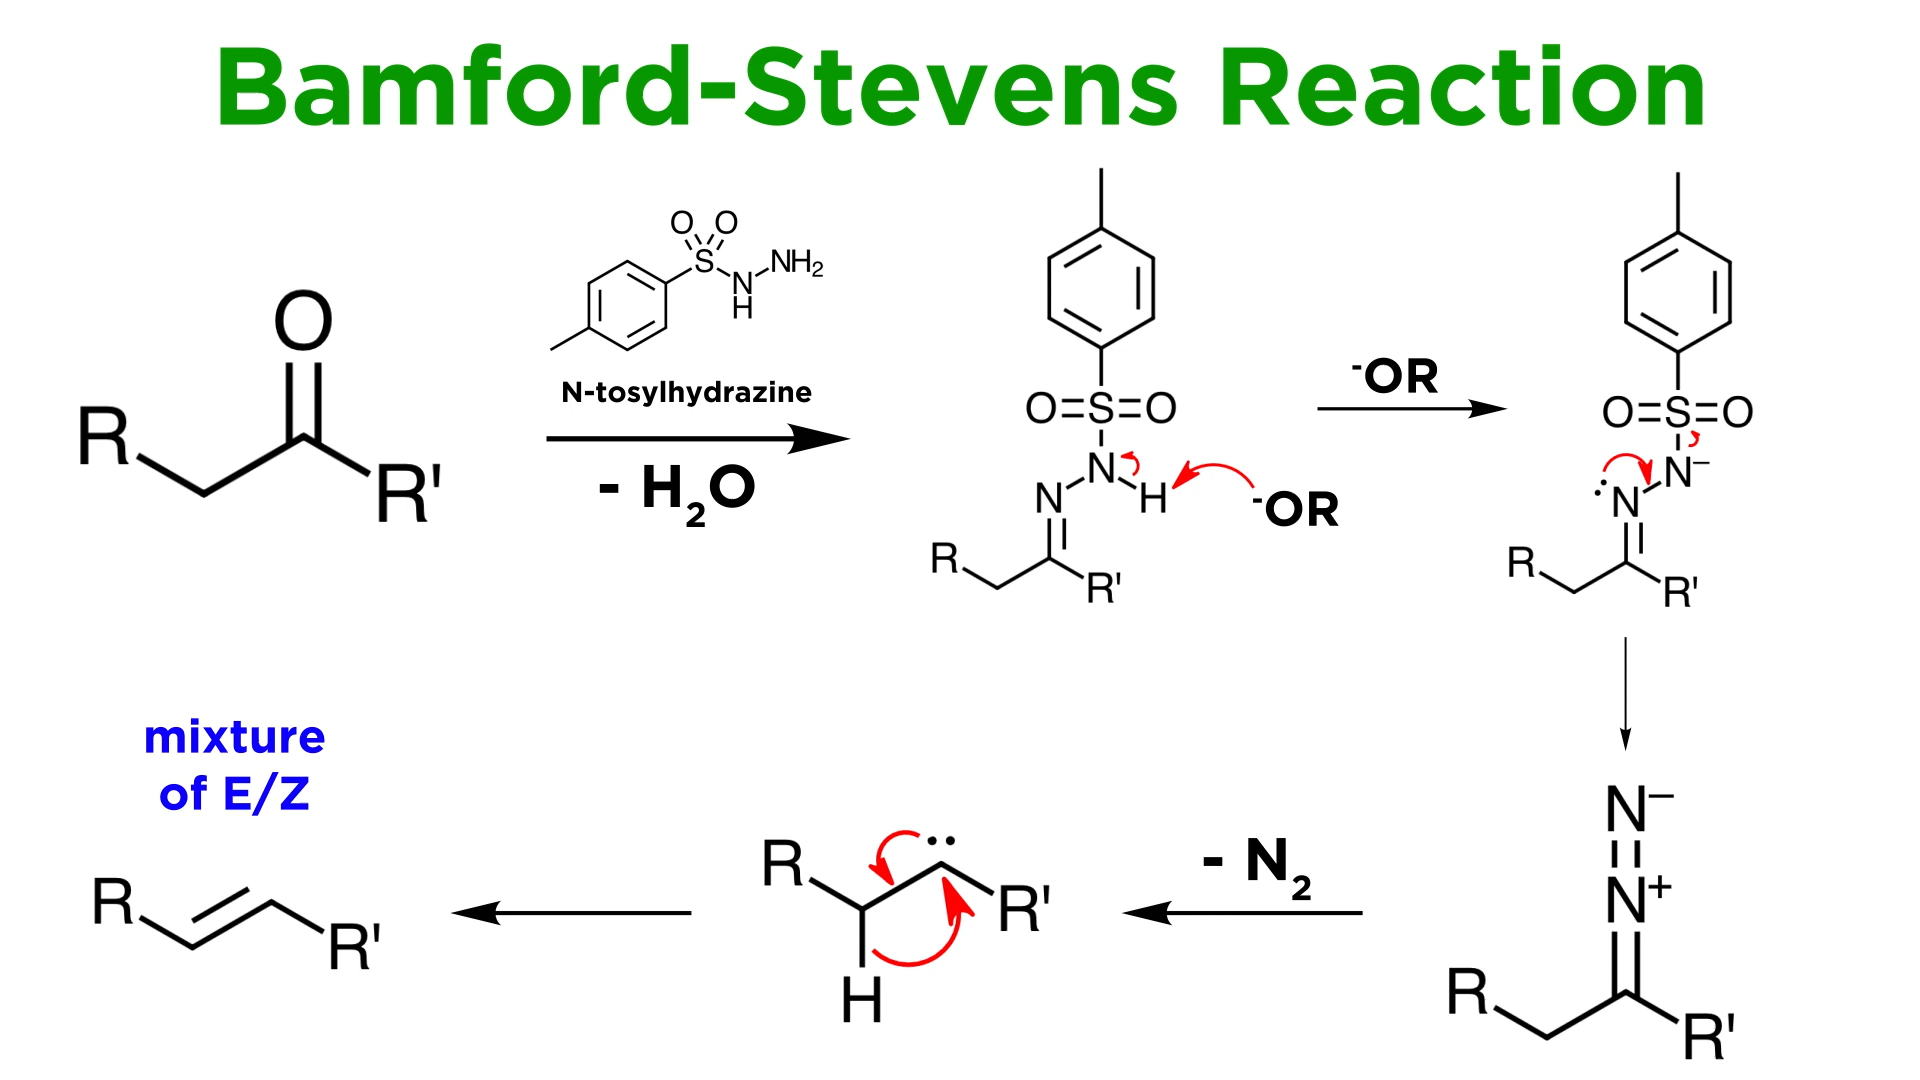 Bamford-Stevens Reaction
O
R
R'
O O
S
N
H
NH₂
N-tosylhydrazine
- H₂O
O=S=O
N
N
H
R
R'
⁻OR
⁻OR
O=S=O
N⁻
:N
R
R'
N⁻
N⁺
R
R'
- N₂
R
··
R'
H
mixture
of E/Z
R
R'